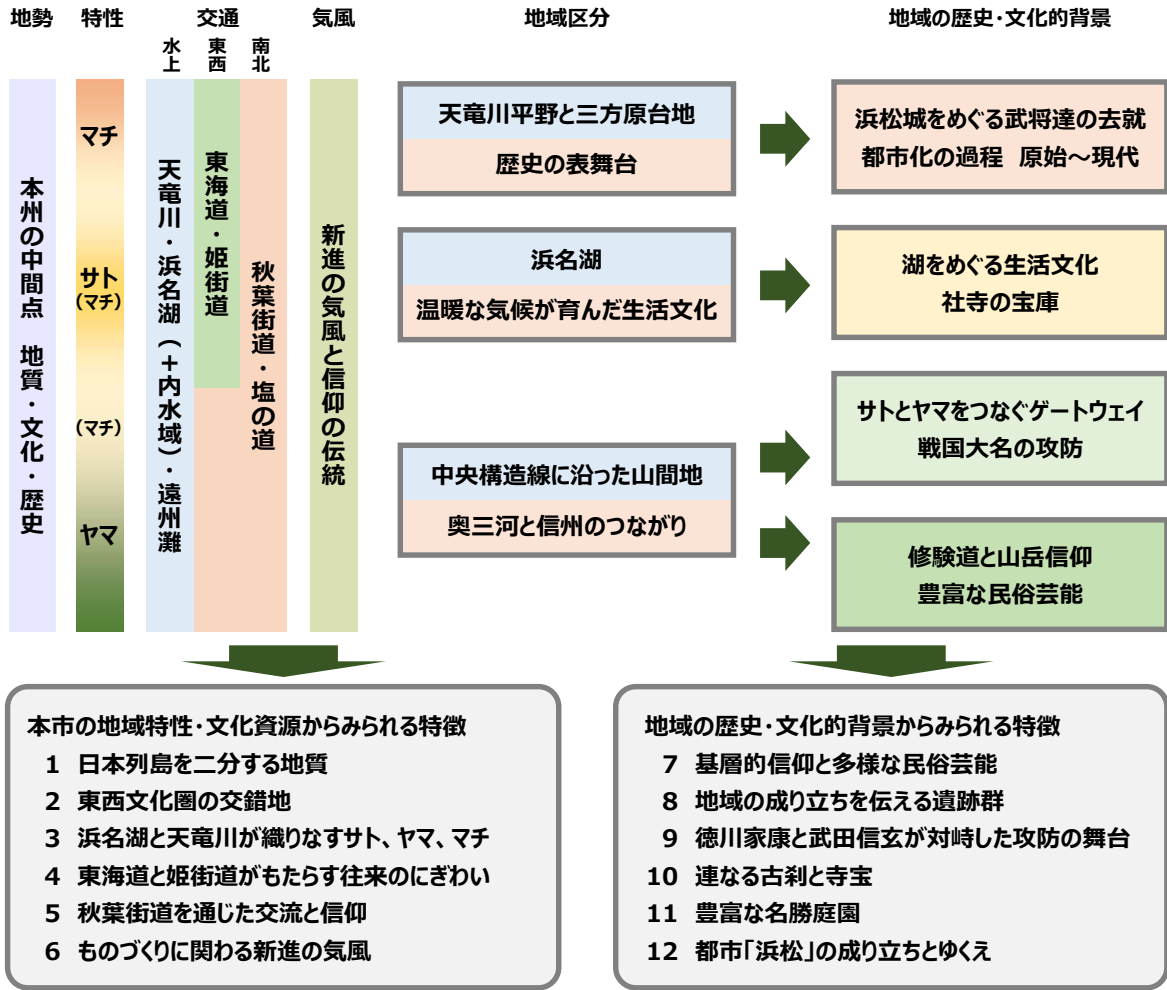 地勢 特性 交通 気風 地域区分 地域の歴史・文化的背景
水上 東西 南北
本州の中間点 地質・文化・歴史
マチ
サト
(マチ)
(マチ)
ヤマ
天竜川・浜名湖(+内水域)・遠州灘
東海道・姫街道
秋葉街道・塩の道
新進の気風と信仰の伝統
天竜川平野と三方原台地
歴史の表舞台
浜松城をめぐる武将達の去就
都市化の過程 原始~現代
浜名湖
温暖な気候が育んだ生活文化
湖をめぐる生活文化
社寺の宝庫
中央構造線に沿った山間地
奥三河と信州のつながり
サトとヤマをつなぐゲートウェイ
戦国大名の攻防
修験道と山岳信仰
豊富な民俗芸能
本市の地域特性・文化資源からみられる特徴
1 日本列島を二分する地質
2 東西文化圏の交錯地
3 浜名湖と天竜川が織りなすサト、ヤマ、マチ
4 東海道と姫街道がもたらす往来のにぎわい
5 秋葉街道を通じた交流と信仰
6 ものづくりに関わる新進の気風
地域の歴史・文化的背景からみられる特徴
7 基層的信仰と多様な民俗芸能
8 地域の成り立ちを伝える遺跡群
9 徳川家康と武田信玄が対峙した攻防の舞台
10 連なる古刹と寺宝
11 豊富な名勝庭園
12 都市「浜松」の成り立ちとゆくえ